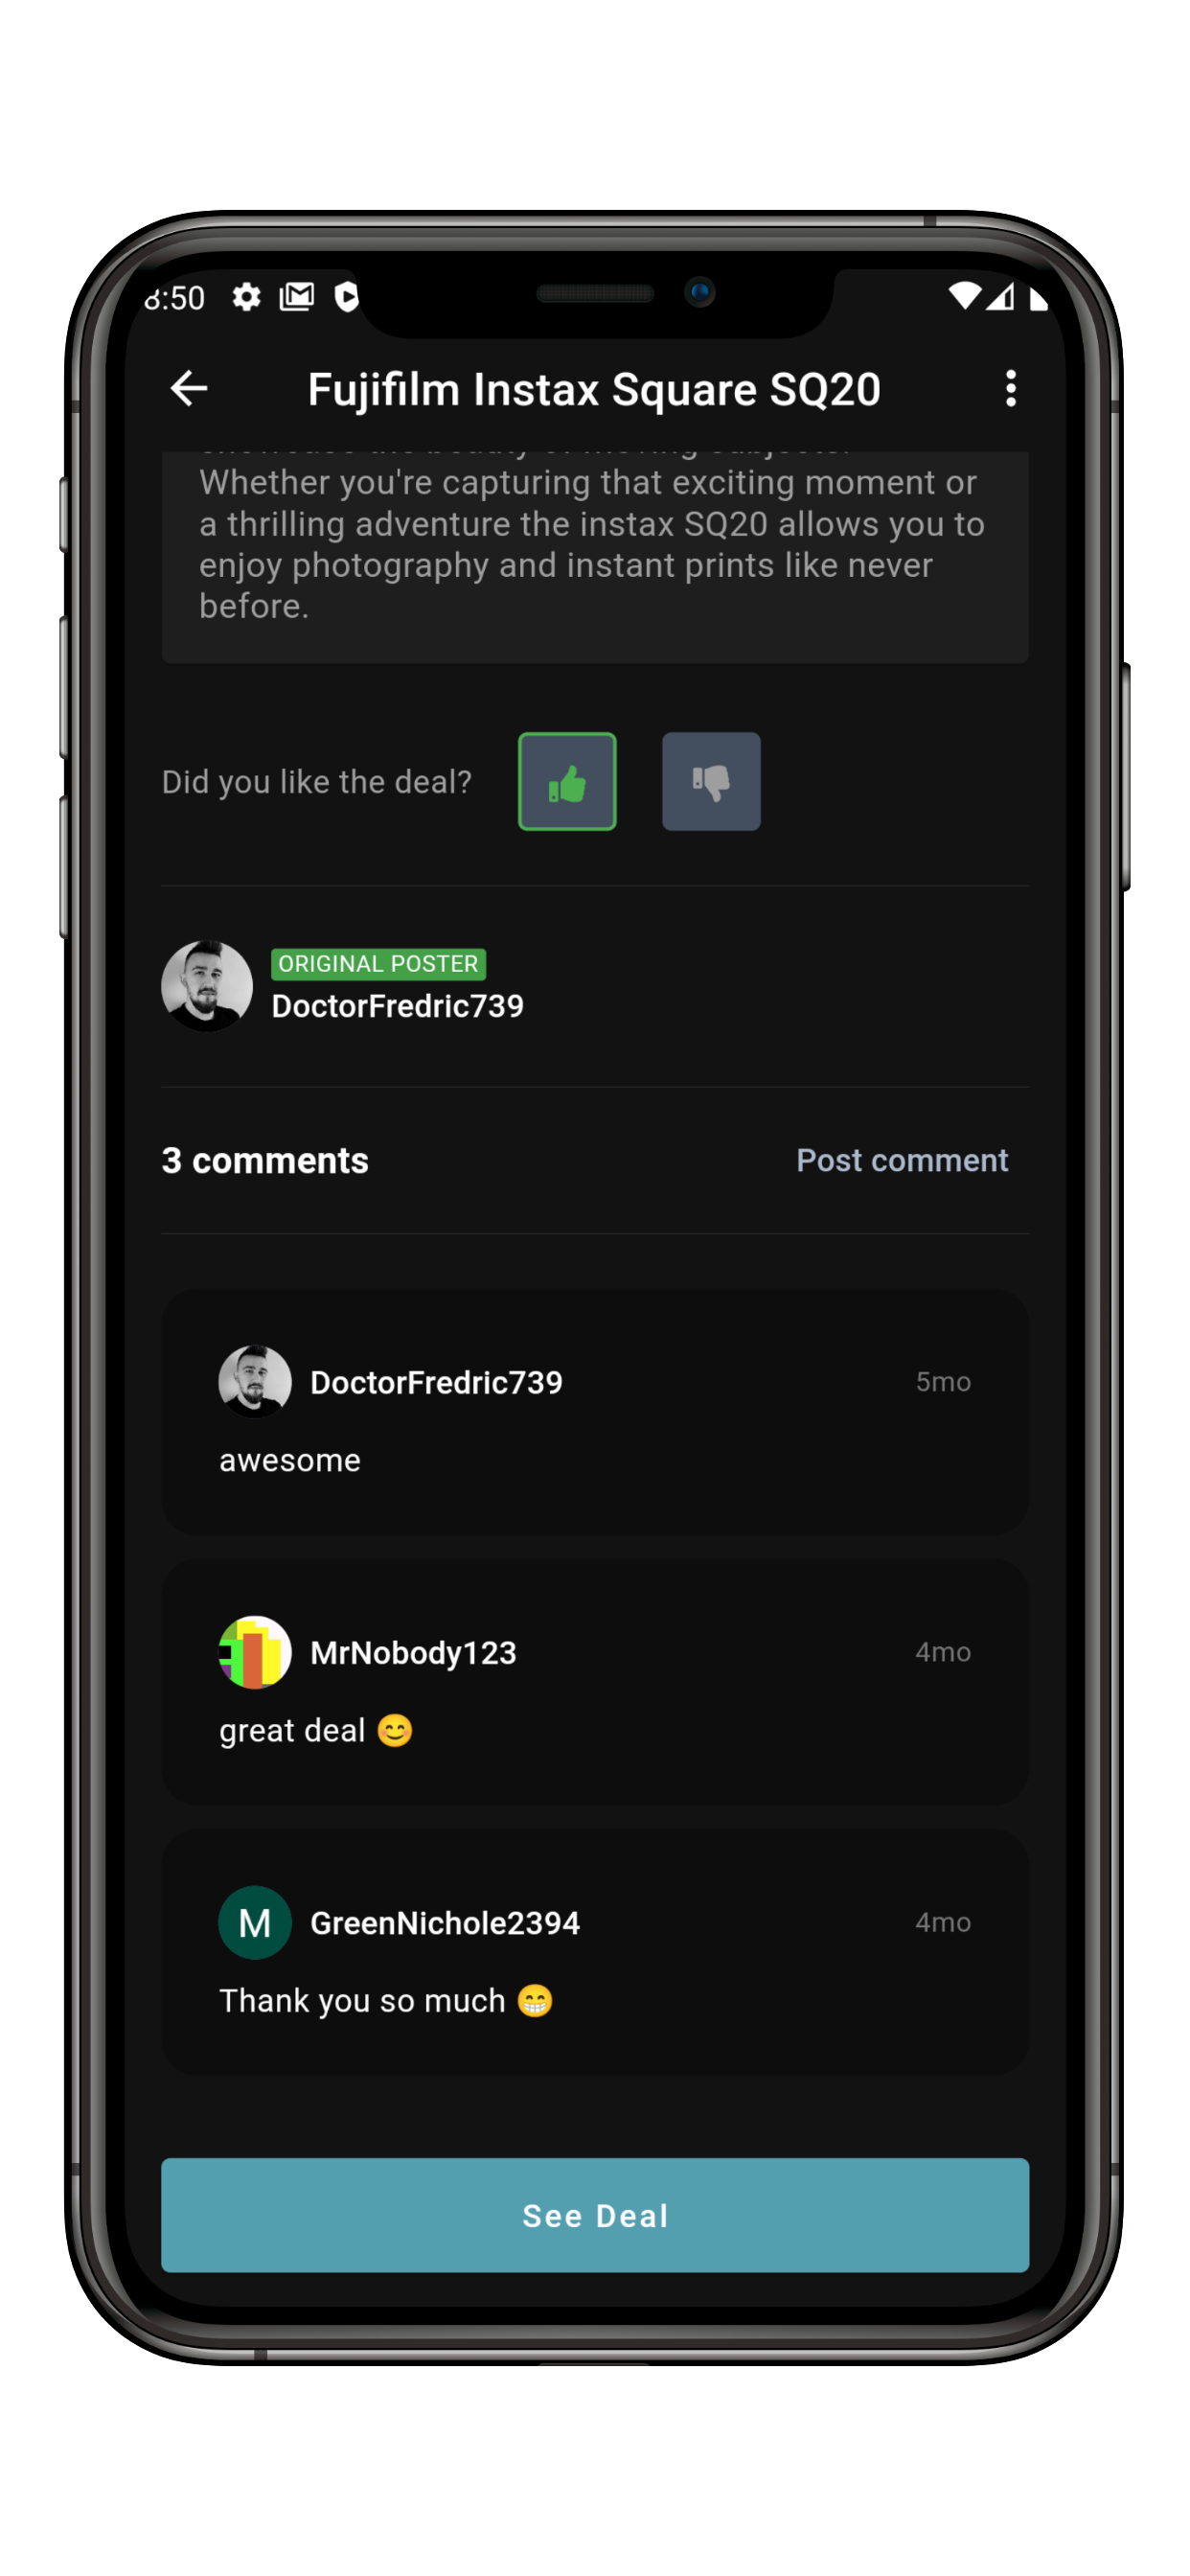 8:50
Fujifilm Instax Square SQ20
Whether you're capturing that exciting moment or
a thrilling adventure the instax SQ20 allows you to
enjoy photography and instant prints like never
before.
Did you like the deal?
ORIGINAL POSTER
DoctorFredric739
3 comments
Post comment
DoctorFredric739
5mo
awesome
MrNobody123
4mo
great deal 😊
M
GreenNichole2394
4mo
Thank you so much 😁
See Deal